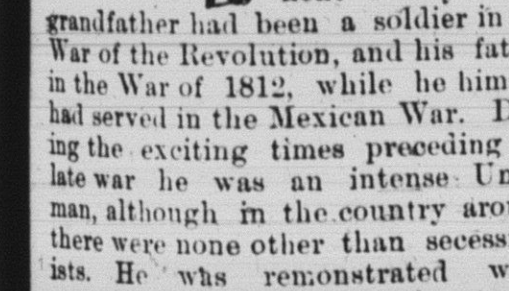 grandfather had been a soldier in
War of the Revolution, and his fat
in the War of 1812, while he him
had served in the Mexican War. D
ing the exciting times preceding
late war he was an intense Un
man, although in the country aro
there were none other than secess
ists. He was remonstrated w